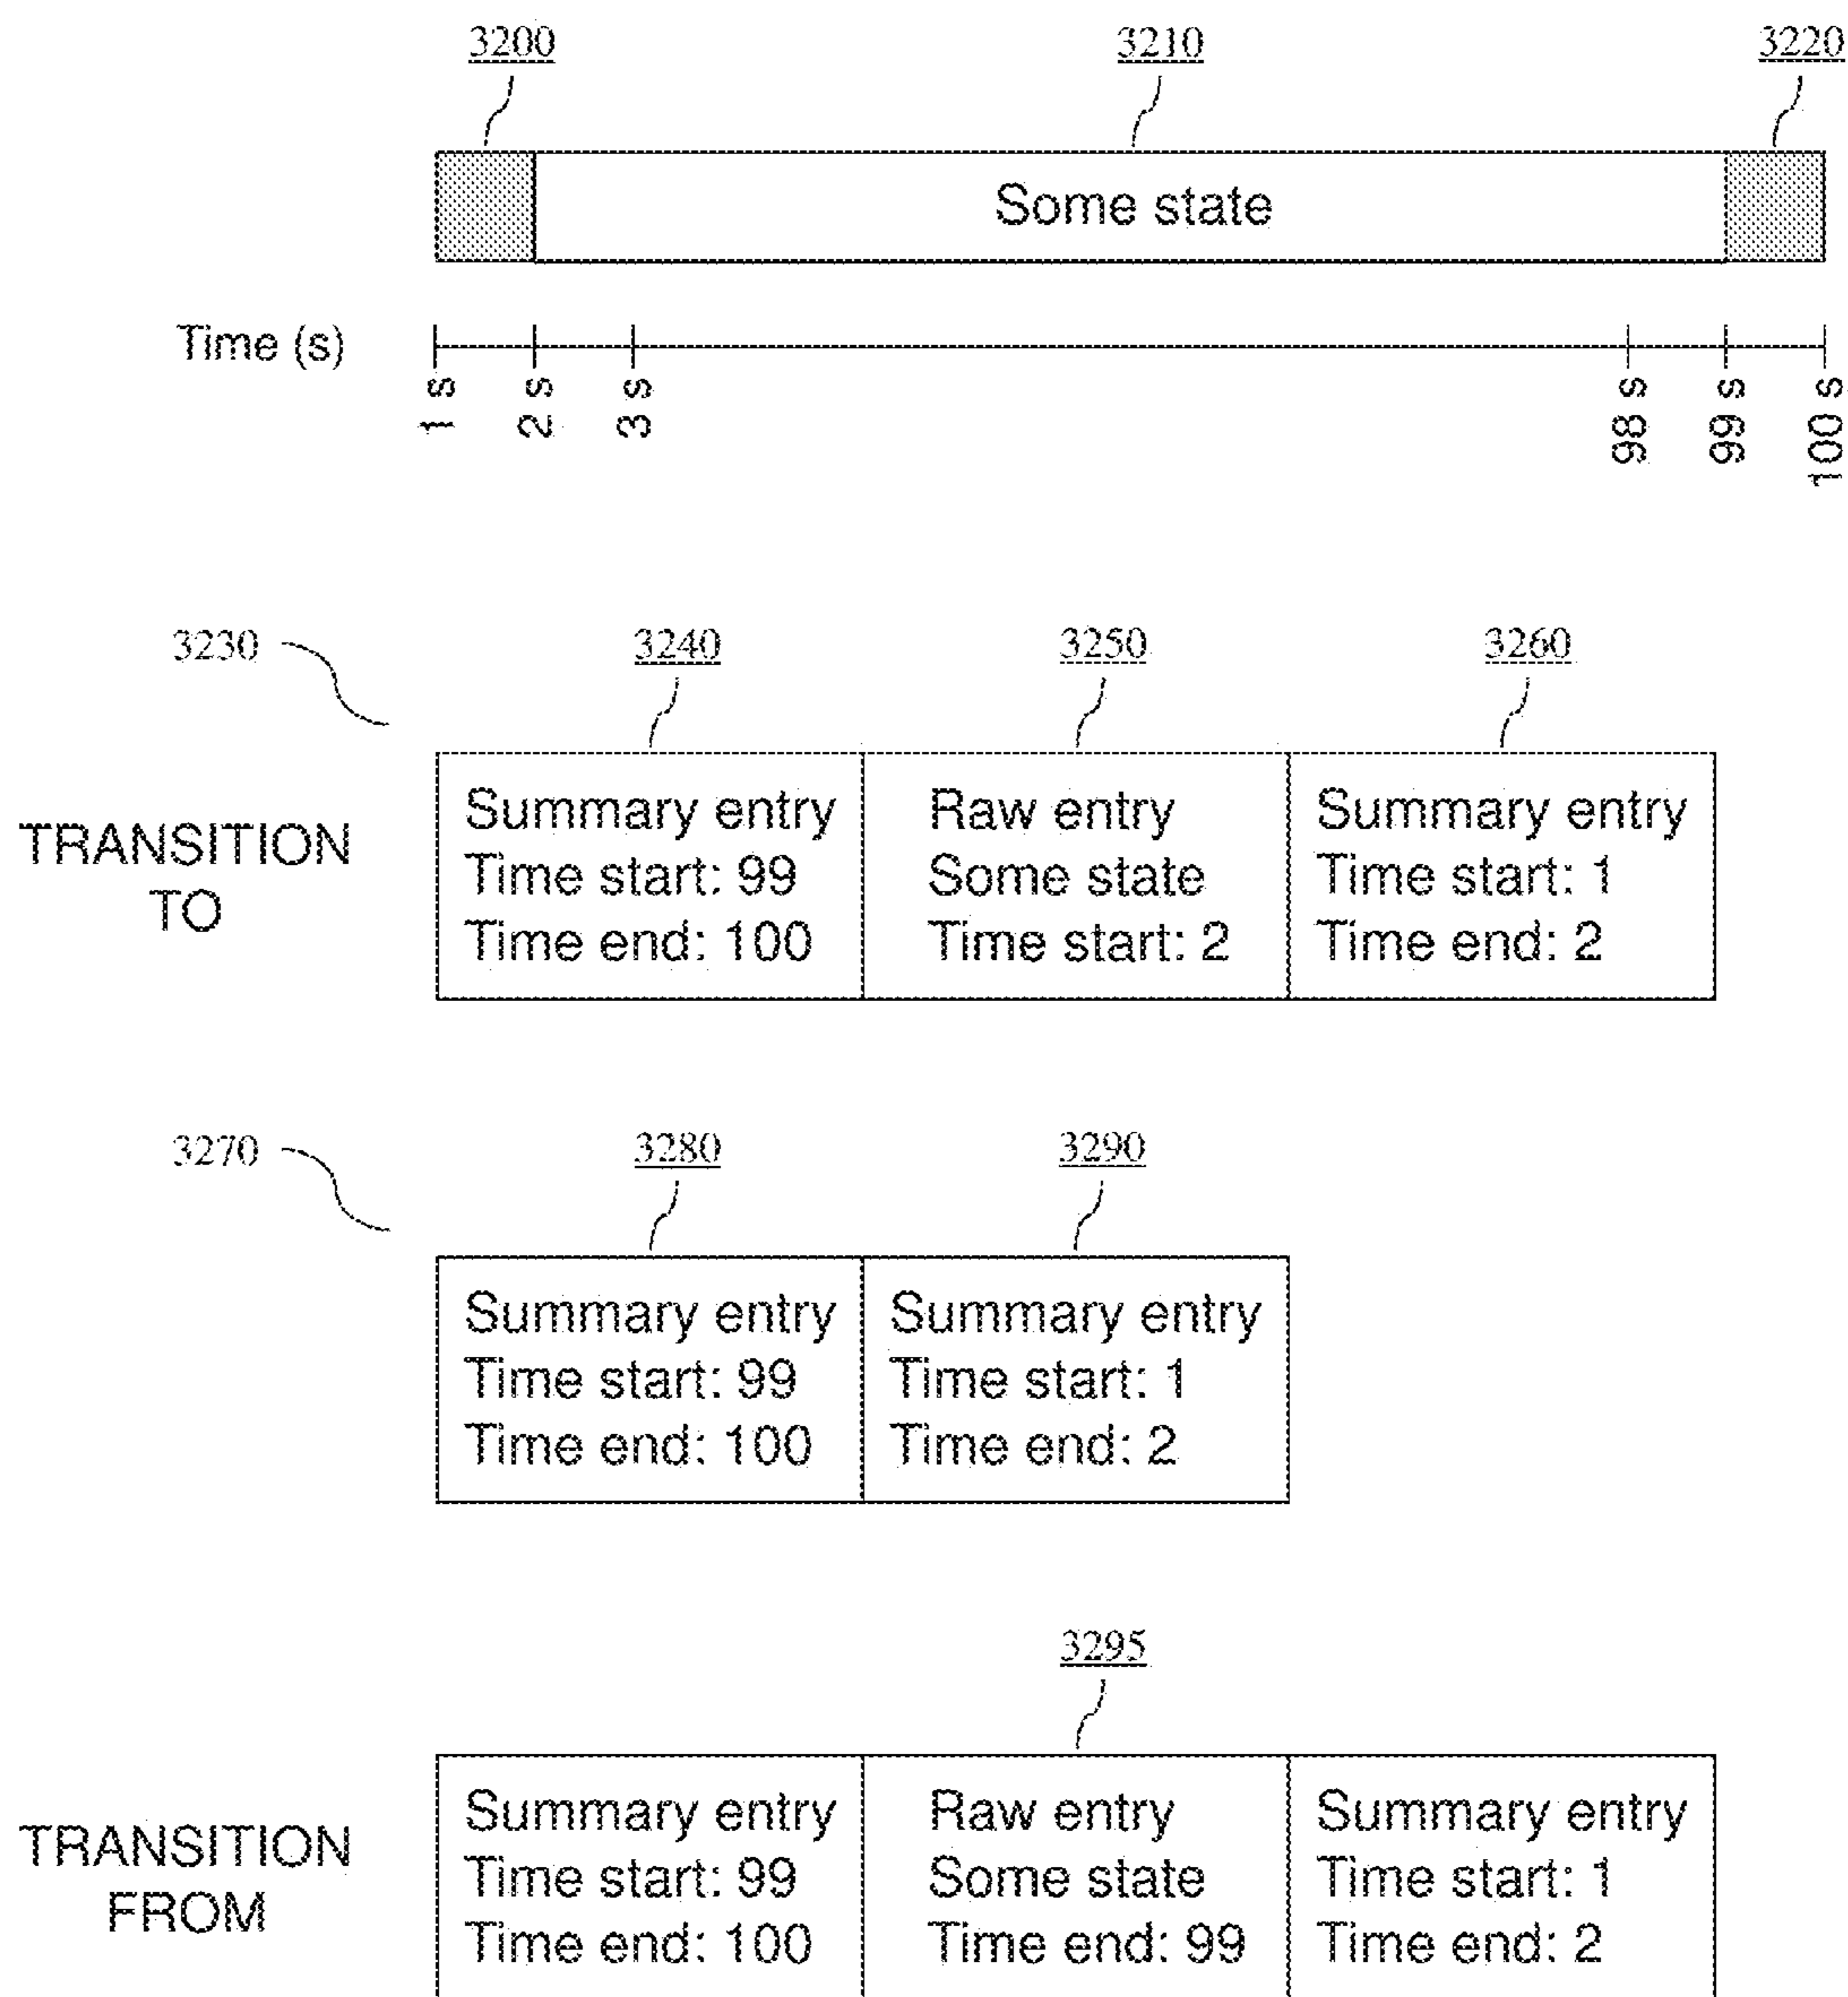 3200 3210 3220
Some state
Time (s)
1 s 2 s 3 s 98 s 99 s 100 s
3230 3240 3250 3260
TRANSITION
TO
Summary entry
Time start: 99
Time end: 100
Raw entry
Some state
Time start: 2
Summary entry
Time start: 1
Time end: 2
3270 3280 3290
Summary entry
Time start: 99
Time end: 100
Summary entry
Time start: 1
Time end: 2
3295
TRANSITION
FROM
Summary entry
Time start: 99
Time end: 100
Raw entry
Some state
Time end: 99
Summary entry
Time start: 1
Time end: 2